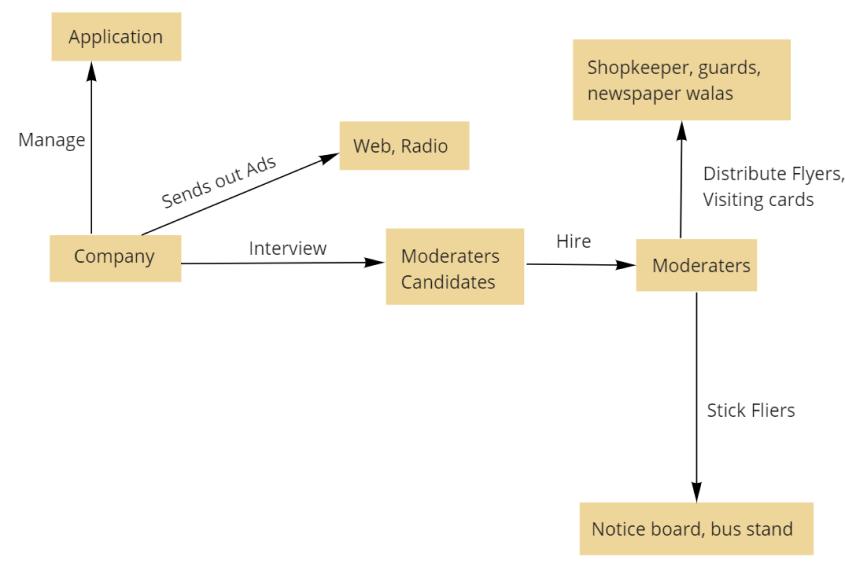 Application
Shopkeeper, guards,
newspaper walas
Manage
Web, Radio
Sends out Ads
Distribute Flyers,
Visiting cards
Company
Interview
Moderaters
Candidates
Hire
Moderaters
Stick Fliers
Notice board, bus stand